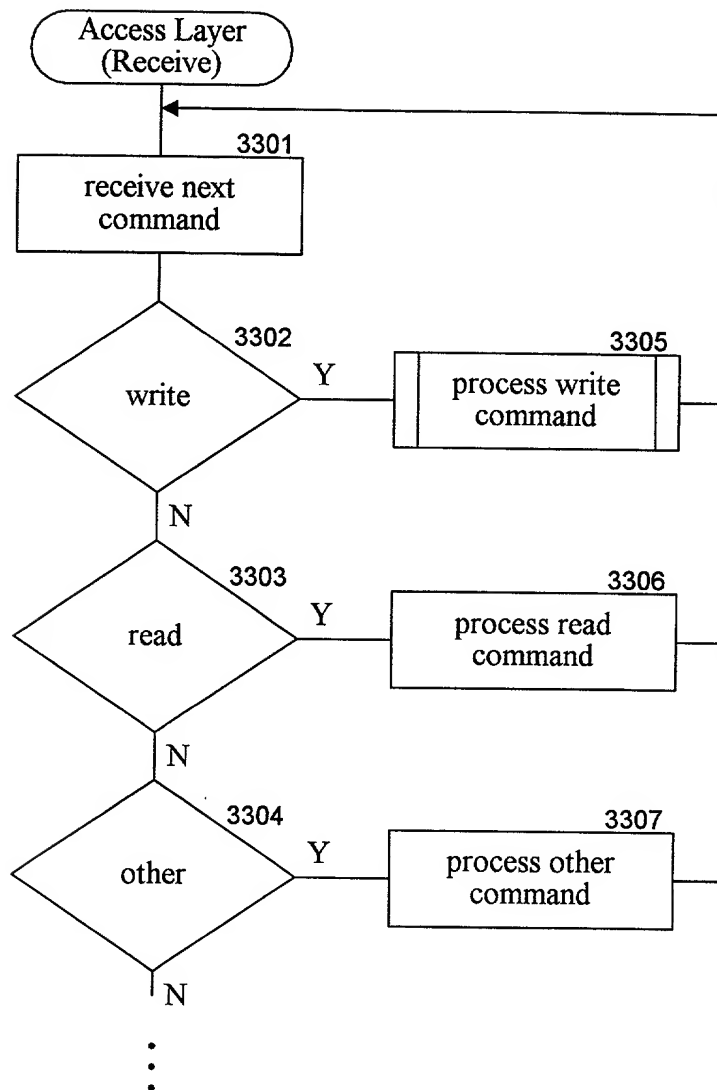 Access Layer
(Receive)
3301
receive next
command
3302
write
Y
3305
process write
command
N
3303
read
Y
3306
process read
command
N
3304
other
Y
3307
process other
command
N